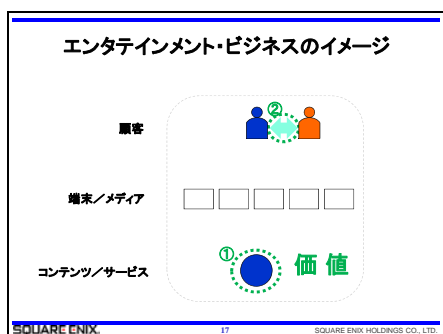 エンタテインメント・ビジネスのイメージ
顧客
②
端末／メディア
①
価値
コンテンツ／サービス
SQUARE ENIX.
17
SQUARE ENIX HOLDINGS CO., LTD.